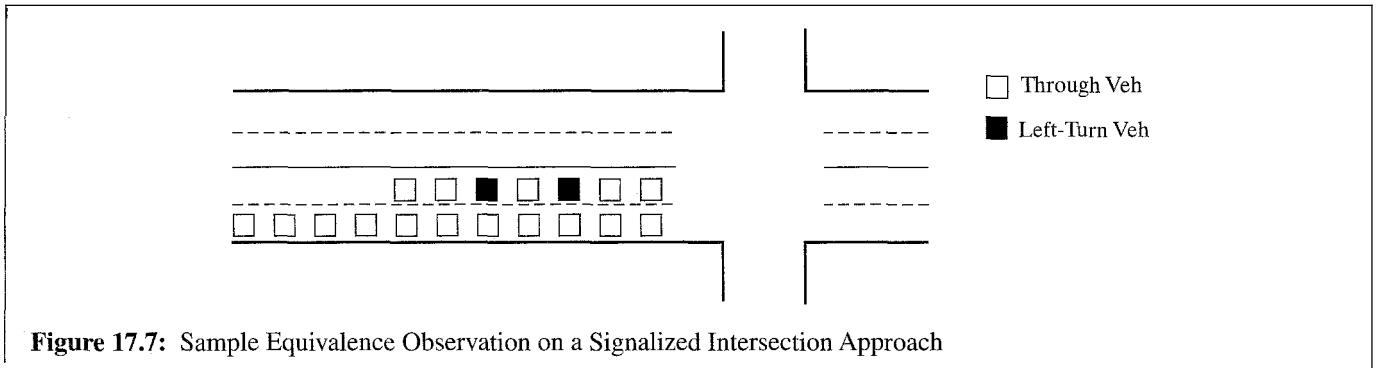 Through Veh
Left-Turn Veh
Figure 17.7: Sample Equivalence Observation on a Signalized Intersection Approach